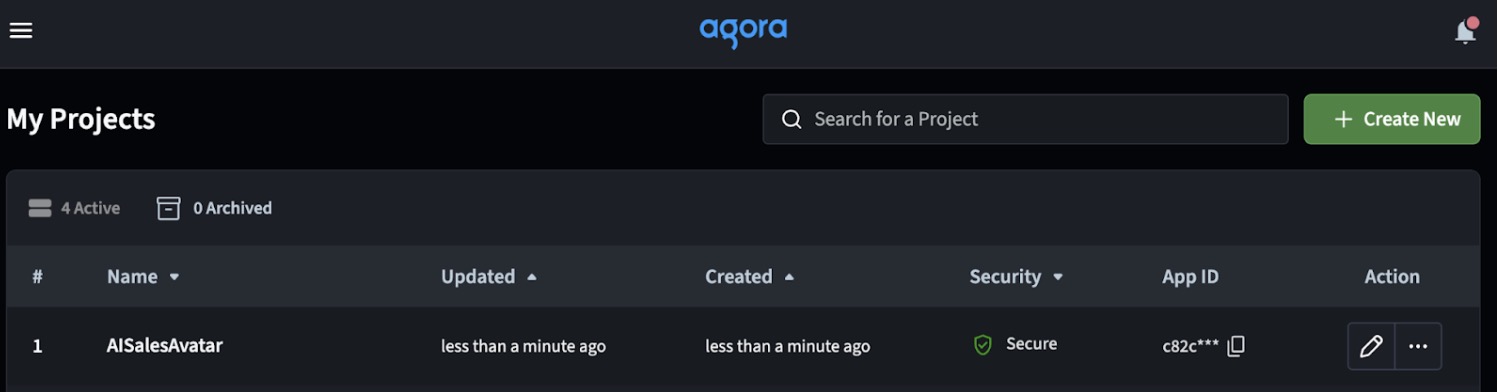 agora
My Projects
Search for a Project
+ Create New
4 Active 0 Archived
# Name Updated Created Security App ID Action
1 AISalesAvatar less than a minute ago less than a minute ago Secure c82c***